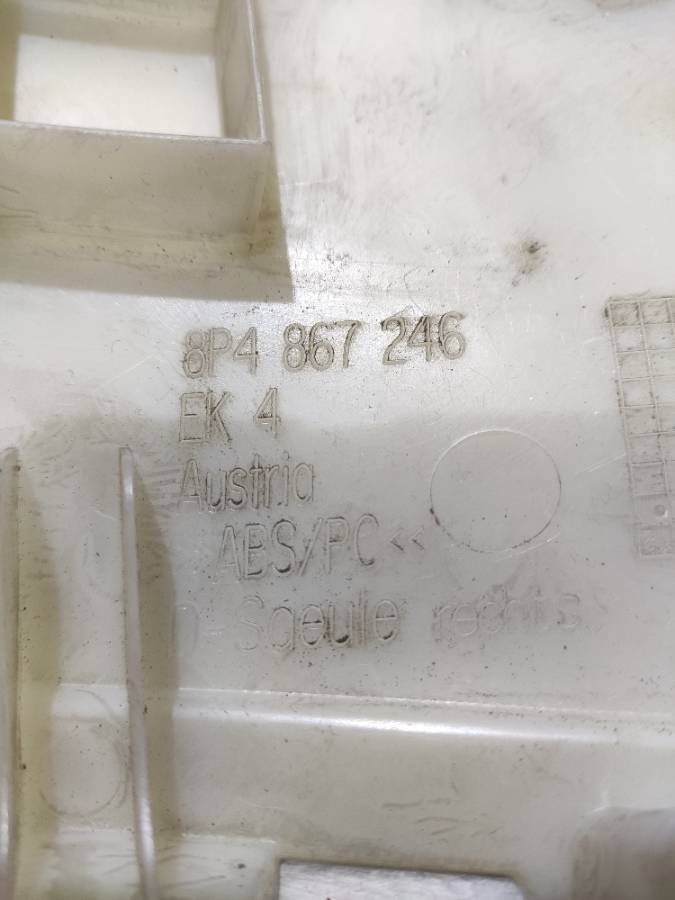 8P4 867 246
EK 4
Austria
ABS/PC<<
D-Saeule rechts